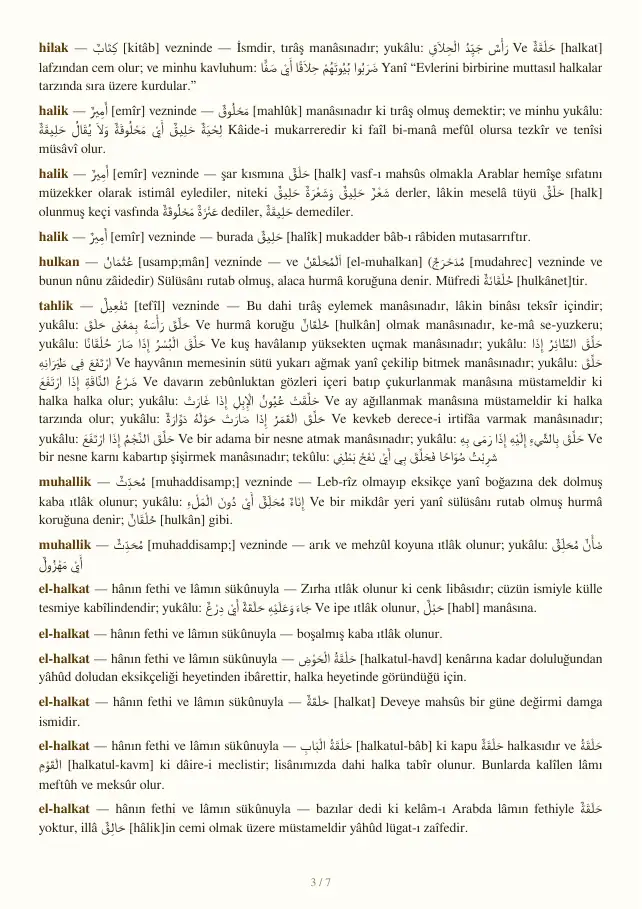 hilak — كِتَابٌ [kitâb] vezninde — İsmdir, tırâş manâsınadır; yukâlu: رَأْسٌ جَيِّدُ الْحِلَاقِ Ve حَلْقَةٌ [halkat]
lafzından cem olur; ve minhu kavluhum: ضَرَبُوا بُيُوتَهُمْ حِلَاقًا أَيْ صَفًّا Yanî “Evlerini birbirine muttasıl halkalar
tarzında sıra üzere kurdular.”
halik — أَمِيرٌ [emîr] vezninde — مَحْلُوقٌ [mahlûk] manâsınadır ki tırâş olmuş demektir; ve minhu yukâlu:
لِحْيَةٌ حَلِيقٌ أَيْ مَحْلُوقَةٌ وَلاَ يُقَالُ حَلِيقَةٌ Kâide-i mukarreredir ki faîl bi-manâ mefûl olursa tezkîr ve tenîsi
müsâvî olur.
halik — أَمِيرٌ [emîr] vezninde — şar kısmına حَلْقٌ [halk] vasf-ı mahsûs olmakla Arablar hemîşe sıfatını
müzekker olarak istimâl eylediler, niteki شَعْرٌ حَلِيقٌ وَشَعْرَةٌ حَلِيقٌ derler, lâkin meselâ tüyü حَلْقٌ [halk]
olunmuş keçi vasfında عَنْزَةٌ مَحْلُوقَةٌ dediler, حَلِيقَةٌ demediler.
halik — أَمِيرٌ [emîr] vezninde — burada حَلِيقٌ [halîk] mukadder bâb-ı râbiden mutasarrıftır.
hulkan — عُثْمَانُ [usamp;mân] vezninde — ve اَلْمُحَلْقَنُ [el-muhalkan] (مُدَحْرَجٌ [mudahrec] vezninde ve
bunun nûnu zâidedir) Sülüsânı rutab olmuş, alaca hurma koruğuna denir. Müfredi حُلْقَانَةٌ [hulkânet]tir.
tahlik — تَفْعِيلٌ [tefîl] vezninde — Bu dahi tırâş eylemek manâsınadır, lâkin binâsı teksîr içindir;
yukâlu: حَلَّقَ رَأْسَهُ بِمَعْنَى حَلَقَ Ve hurma koruğu حُلْقَانٌ [hulkân] olmak manâsınadır, ke-mâ se-yuzkeru;
yukâlu: حَلَّقَ الْبُسْرُ إِذَا صَارَ حُلْقَانًا Ve kuş havâlanıp yüksekten uçmak manâsınadır; yukâlu: حَلَّقَ الطَّائِرُ إِذَا
ارْتَفَعَ فِي طَيَرَانِهِ Ve hayvânın memesinin sütü yukarı ağmak yanî çekilip bitmek manâsınadır; yukâlu: حَلَّقَ
ضَرْعُ النَّاقَةِ إِذَا ارْتَفَعَ Ve davarın zebûnluktan gözleri içeri batıp çukurlanmak manâsına müstameldir ki
halka halka olur; yukâlu: حَلَّقَتْ عُيُونُ الْإِبِلِ إِذَا غَارَتْ Ve ay ağıllanmak manâsına müstameldir ki halka
tarzında olur; yukâlu: حَلَّقَ الْقَمَرُ إِذَا صَارَتْ حَوْلَهُ دَوَّارَةٌ Ve kevkeb derece-i irtifâa varmak manâsınadır;
yukâlu: حَلَّقَ النَّجْمُ إِذَا ارْتَفَعَ Ve bir adama bir nesne atmak manâsınadır; yukâlu: حَلَّقَ بِالشَّيْءِ إِلَيْهِ إِذَا رَمَى بِهِ Ve
bir nesne karnı kabartıp şişirmek manâsınadır; tekûlu: شَرِبْتُ صُوَاحًا فَحَلَّقَ بِي أَيْ نَفَخَ بَطْنِي
muhallik — مُحَدِّثٌ [muhaddisamp;] vezninde — Leb-rîz olmayıp eksikçe yanî boğazına dek dolmuş
kaba ıtlâk olunur; yukâlu: إِنَاءٌ مُحَلِّقٌ أَيْ دُونَ الْمَلْءِ Ve bir mikdâr yeri yanî sülüsânı rutab olmuş hurma
koruğuna denir; حُلْقَانٌ [hulkân] gibi.
muhallik — مُحَدِّثٌ [muhaddisamp;] vezninde — arık ve mehzûl koyuna ıtlâk olunur; yukâlu: ضَأْنٌ مُحَلِّقٌ
أَيْ مَهْزُولٌ
el-halkat — hânın fethi ve lâmın sükûnuyla — Zırha ıtlâk olunur ki cenk libâsıdır; cüzün ismiyle külle
tesmiye kabîlindendir; yukâlu: جَاءَ وَعَلَيْهِ حَلْقَةٌ أَيْ دِرْعٌ Ve ipe ıtlâk olunur, حَبْلٌ [habl] manâsına.
el-halkat — hânın fethi ve lâmın sükûnuyla — boşalmış kaba ıtlâk olunur.
el-halkat — hânın fethi ve lâmın sükûnuyla — حَلْقَةُ الْحَوْضِ [halkatul-havd] kenârına kadar doluluğundan
yâhûd doludan eksikçeliği heyetinden ibârettir, halka heyetinde göründüğü için.
el-halkat — hânın fethi ve lâmın sükûnuyla — حَلْقَةٌ [halkat] Deveye mahsûs bir güne değirmi damga
ismidir.
el-halkat — hânın fethi ve lâmın sükûnuyla — حَلْقَةُ الْبَابِ [halkatul-bâb] ki kapu حَلْقَةٌ halkasıdır ve حَلْقَةُ
الْقَوْمِ [halkatul-kavm] ki dâire-i meclistir; lisânımızda dahi halka tabîr olunur. Bunlarda kalîlen lâmı
meftûh ve meksûr olur.
el-halkat — hânın fethi ve lâmın sükûnuyla — bazılar dedi ki kelâm-ı Arabda lâmın fethiyle حَلَقَةٌ
yoktur, illâ حَالِقٌ [hâlik]in cemi olmak üzere müstameldir yâhûd lügat-ı zaîfedir.
3 / 7